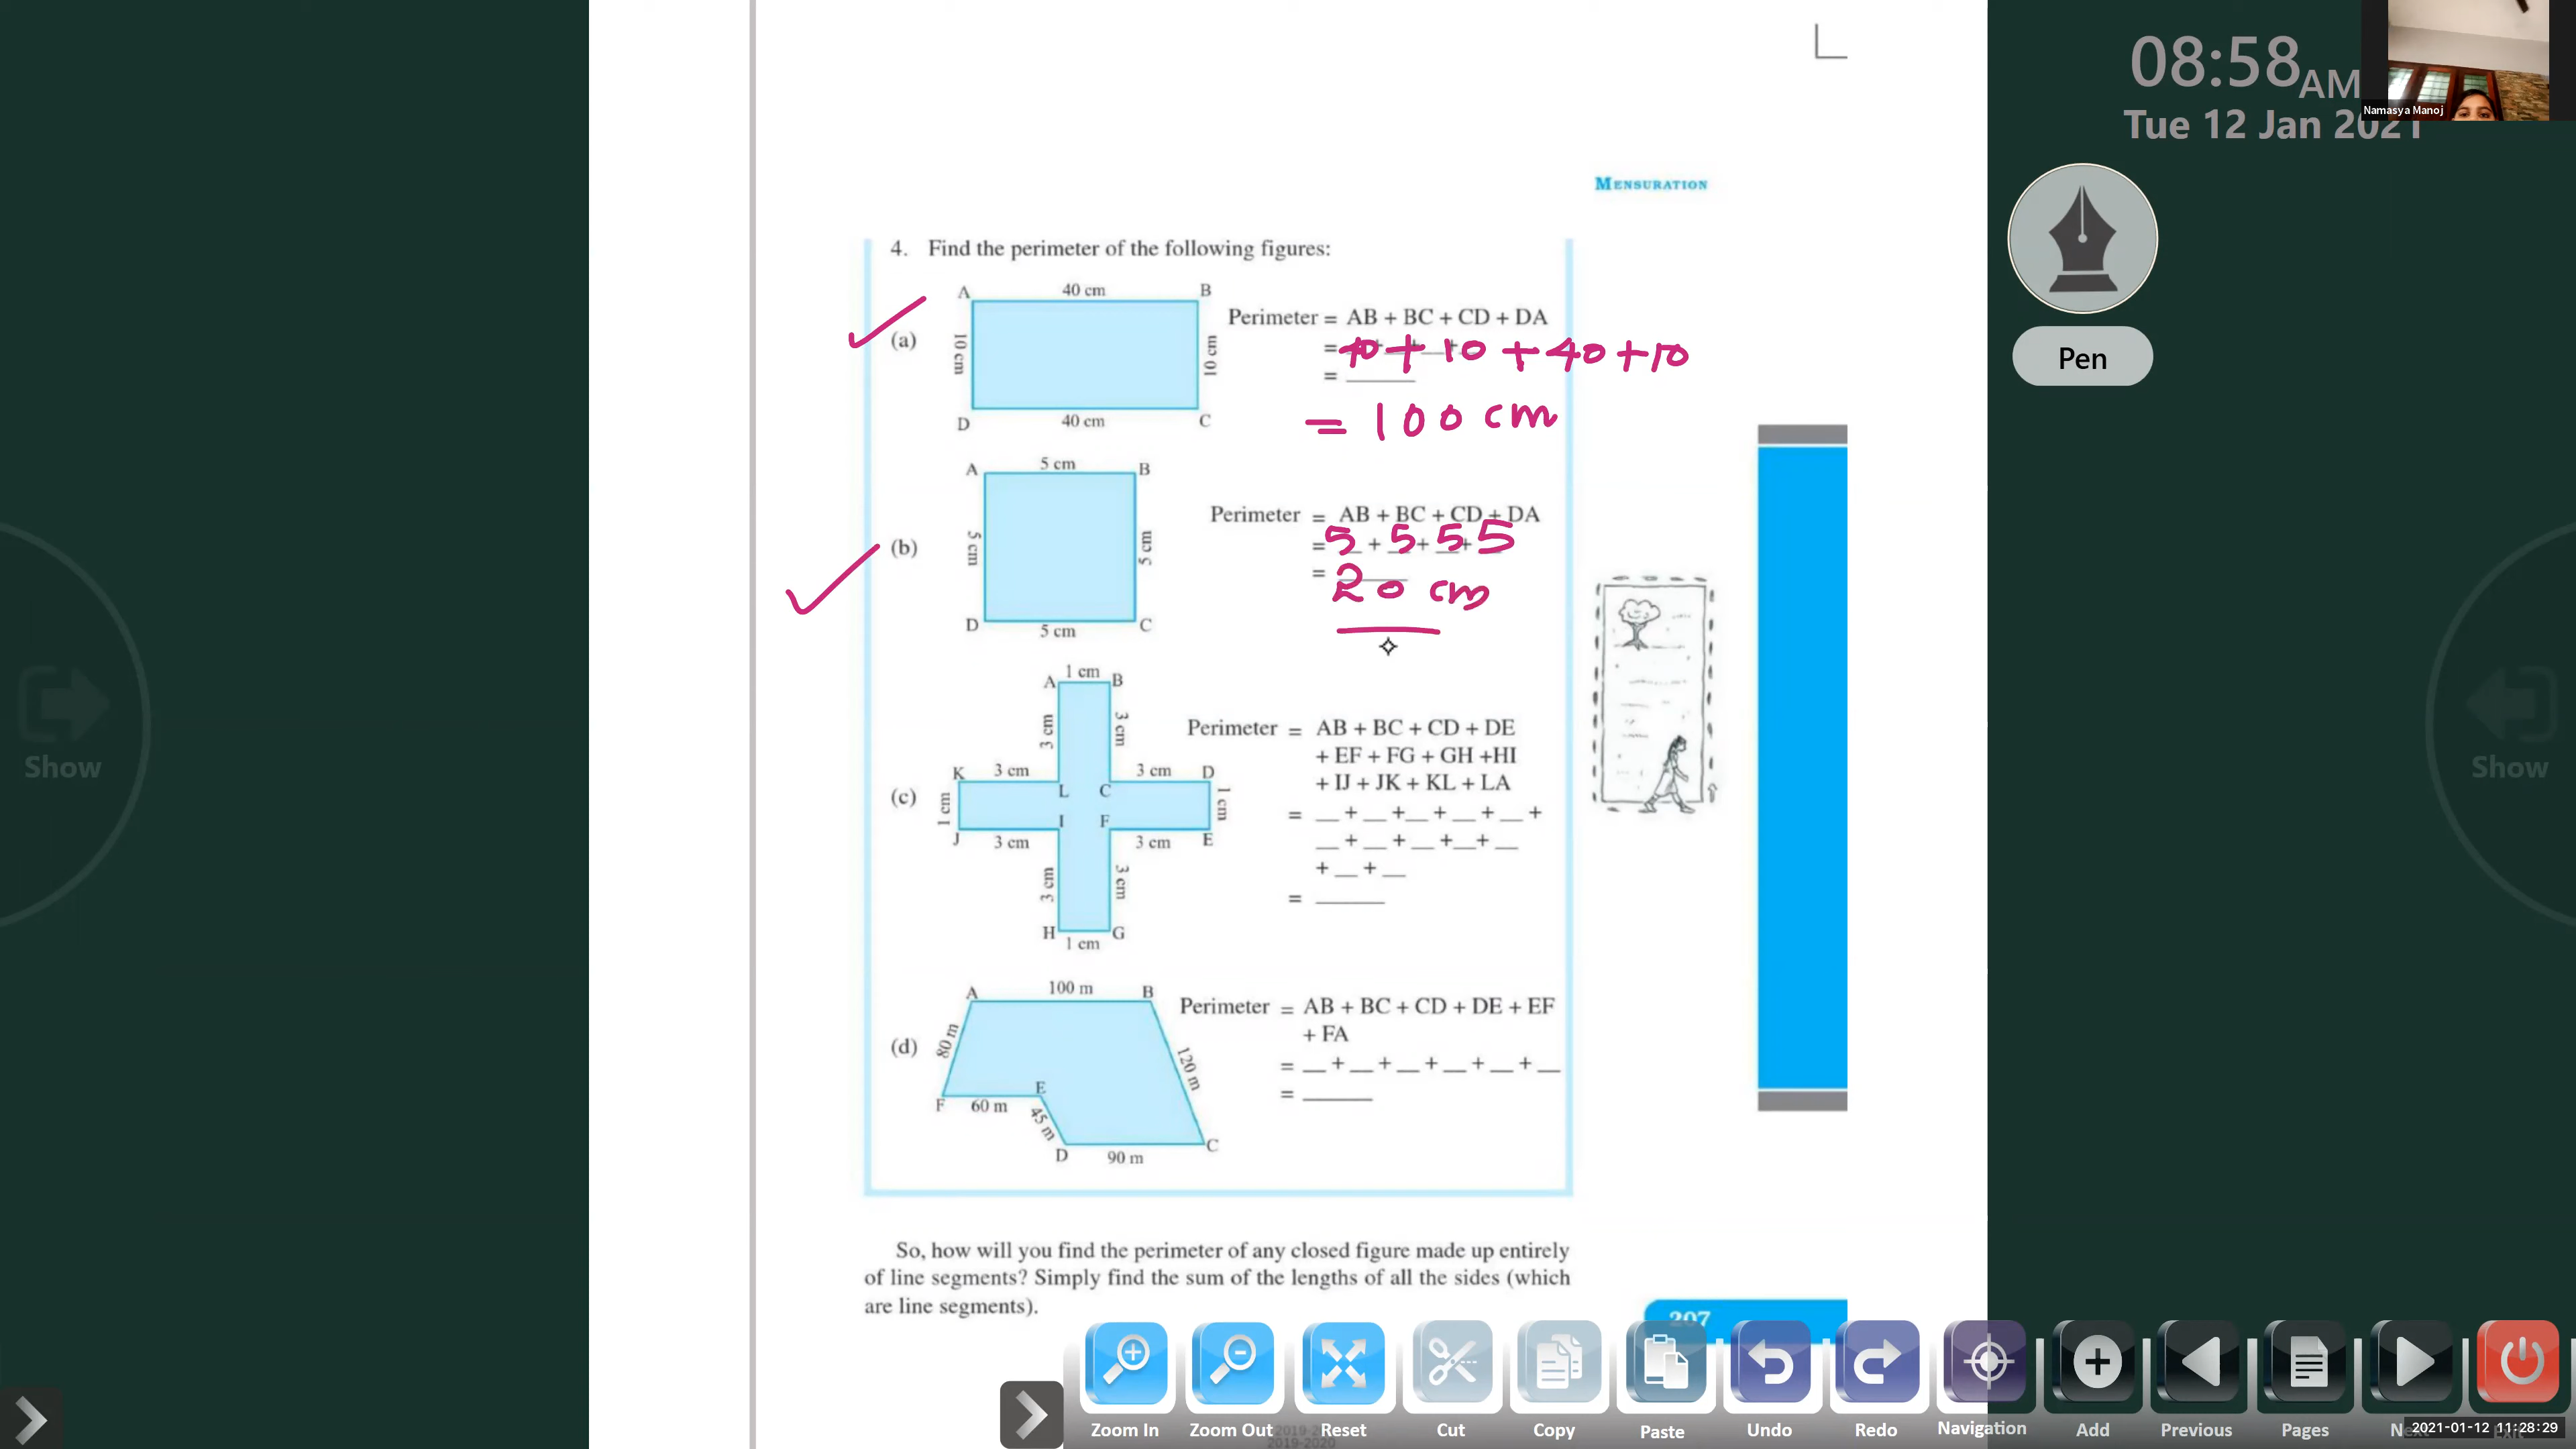 08:58 AM
Tue 12 Jan 2021
Namasya Manoj
Pen
MENSURATION
4. Find the perimeter of the following figures:
(a)
A 40 cm B
10 cm
10 cm
D 40 cm C
Perimeter = AB + BC + CD + DA
= 40 + 10 + 40 + 10
= ______
= 100 cm
(b)
A 5 cm B
5 cm
5 cm
D 5 cm C
Perimeter = AB + BC + CD + DA
= 5 + 5 + 5 + 5
= ______
20 cm
(c)
A 1 cm B
3 cm
3 cm
K 3 cm L C 3 cm D
1 cm
1 cm
J 3 cm I F 3 cm E
3 cm
3 cm
H 1 cm G
Perimeter = AB + BC + CD + DE
+ EF + FG + GH +HI
+ IJ + JK + KL + LA
= __ + __ +__ + __ + __ +
__ + __ + __ +__+ __
+ __ + __
= ______
(d)
A 100 m B
80 m
120 m
F 60 m E
45 m
D 90 m C
Perimeter = AB + BC + CD + DE + EF
+ FA
= __ + __ + __ + __ + __ + __
= ______
So, how will you find the perimeter of any closed figure made up entirely
of line segments? Simply find the sum of the lengths of all the sides (which
are line segments).
207
2019-2020
Show
Show
Zoom In
Zoom Out
Reset
Cut
Copy
Paste
Undo
Redo
Navigation
Add
Previous
Pages
2021-01-12 11:28:29